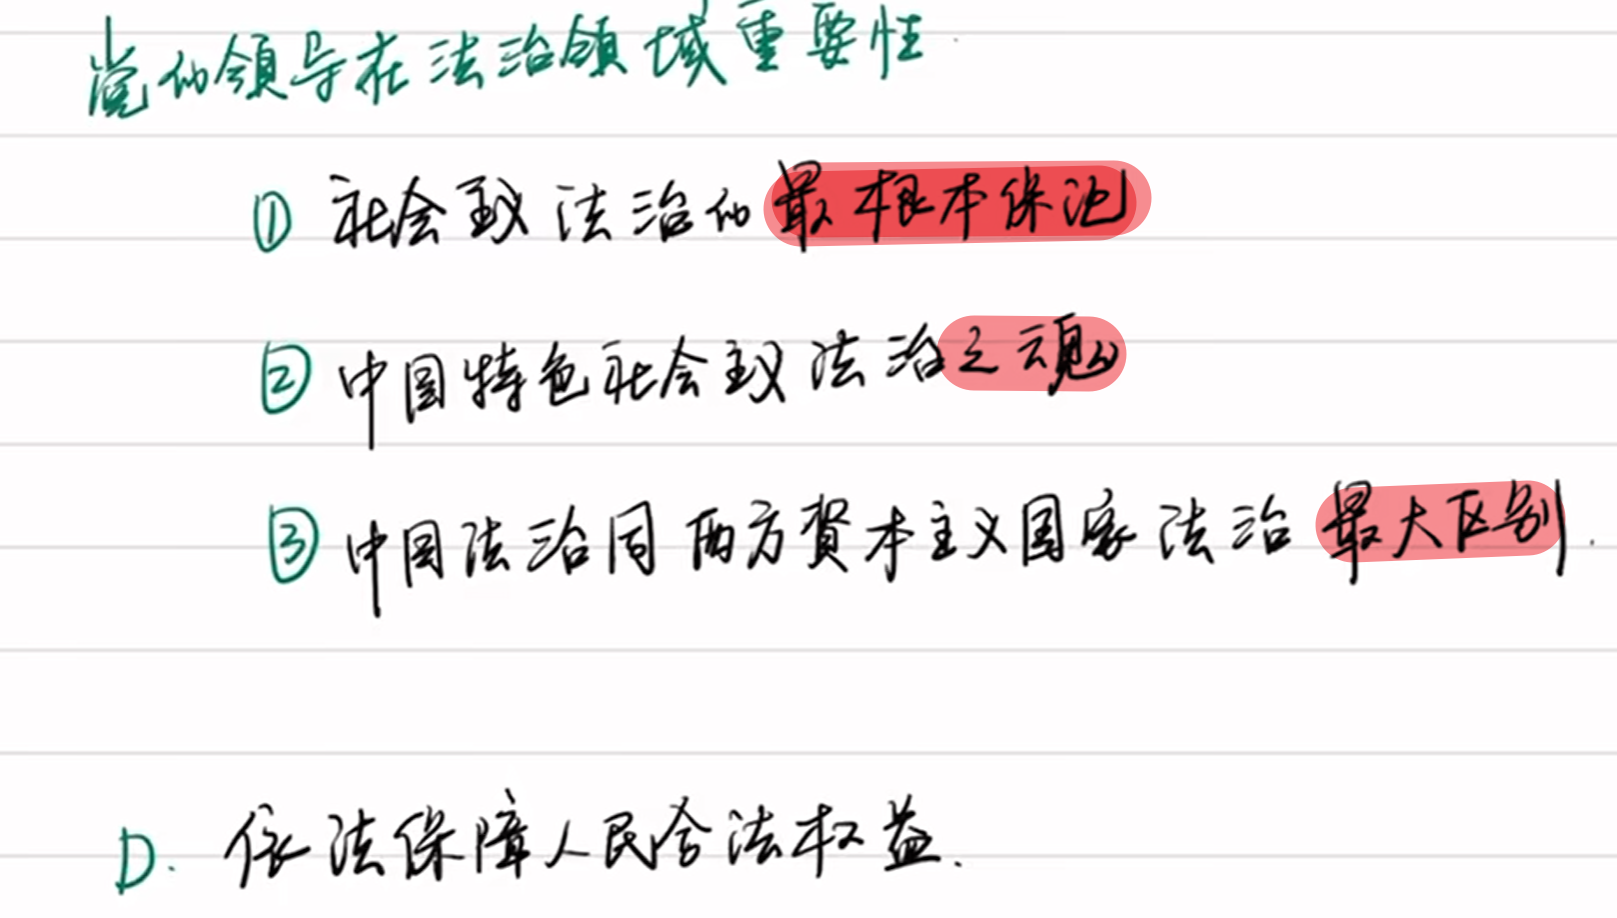 党的领导在法治领域重要性
① 社会主义法治的最根本保证
② 中国特色社会主义法治之魂
③ 中国法治同西方資本主义国家法治最大区别.
D. 依法保障人民合法权益.